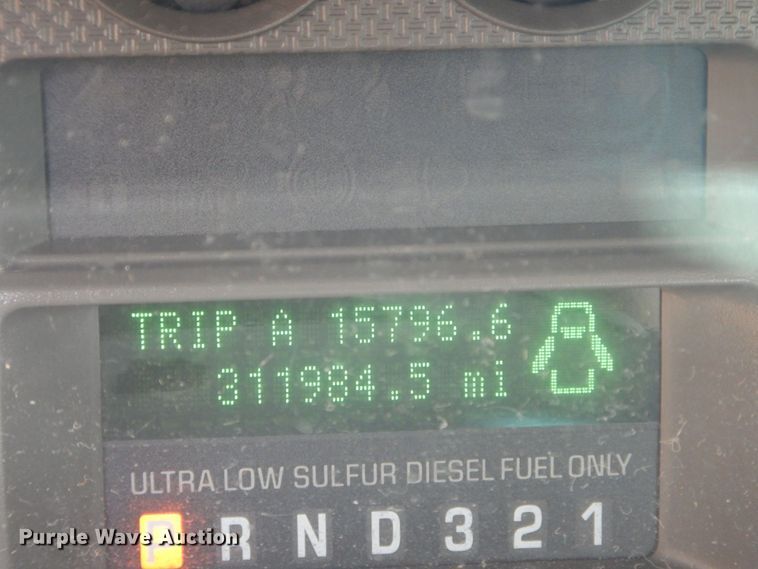 TRIP A 15796.6
311984.5 mi
ULTRA LOW SULFUR DIESEL FUEL ONLY
P R N D 3 2 1
Purple Wave Auction